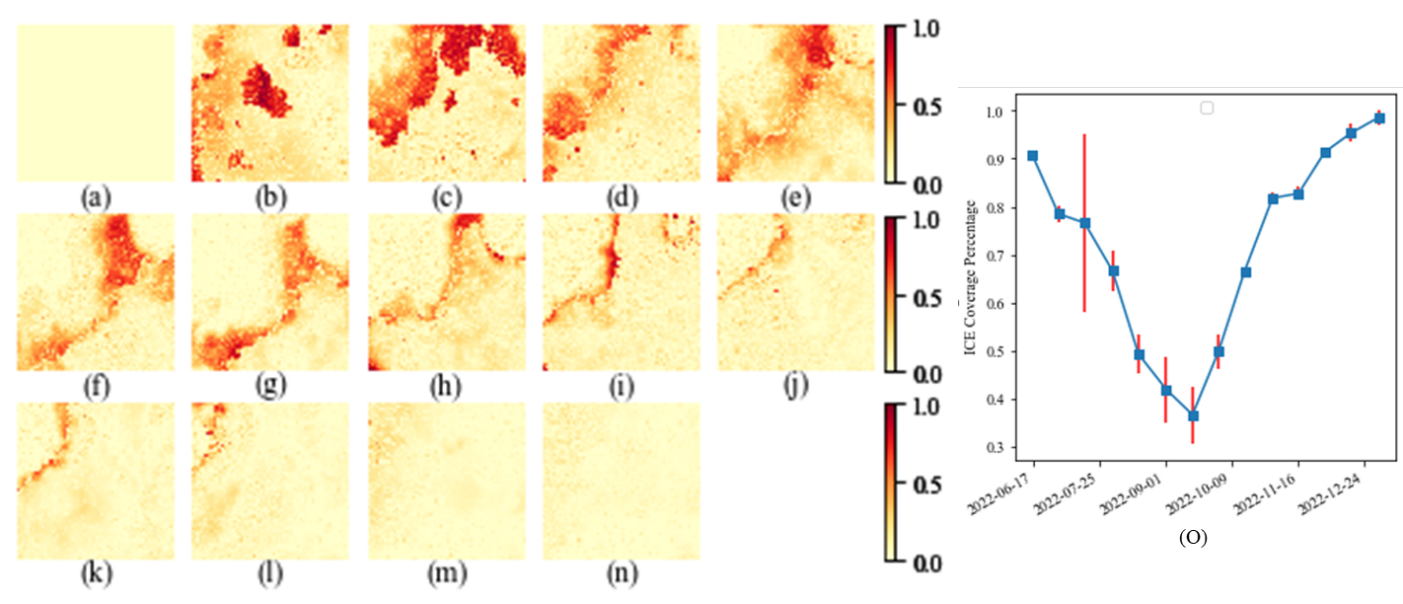 1.0
0.5
0.0
(a) (b) (c) (d) (e)
1.0
0.5
0.0
(f) (g) (h) (i) (j)
1.0
0.5
0.0
(k) (l) (m) (n)
ICE Coverage Percentage
1.0
0.9
0.8
0.7
0.6
0.5
0.4
0.3
2022-06-17 2022-07-25 2022-09-01 2022-10-09 2022-11-16 2022-12-24
(O)